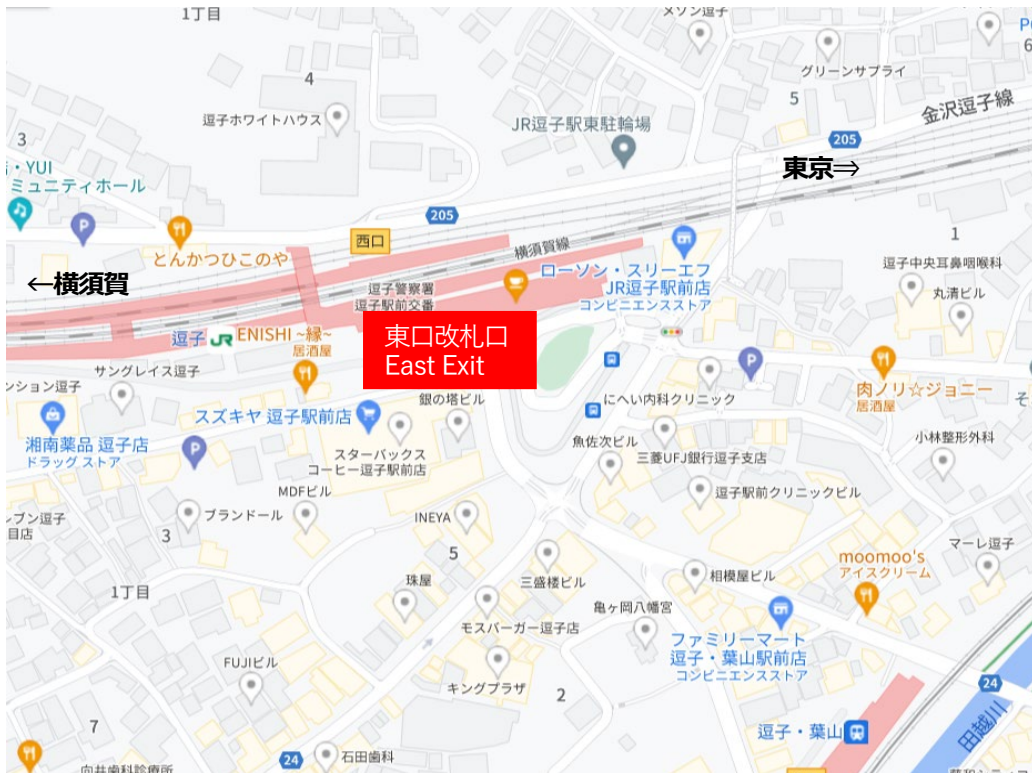 1丁目
メゾン逗子
4
グリーンサプライ
6
3
逗子ホワイトハウス
JR逗子駅東駐輪場
5
金沢逗子線
205
・YUI
ミュニティホール
P
東京⇒
205
西口
横須賀線
1
とんかつひこのや
←横須賀
ローソン・スリーエフ
JR逗子駅前店
コンビニエンスストア
逗子中央耳鼻咽喉科
丸清ビル
逗子警察署
逗子駅前交番
逗子 JR
ENISHI ~縁~
居酒屋
東口改札口
East Exit
サングレイス逗子
ンション逗子
銀の塔ビル
にへい内科クリニック
P
肉ノリ☆ジョニー
居酒屋
そ
スズキヤ 逗子駅前店
湘南薬品 逗子店
ドラッグ ストア
P
スターバックス
コーヒー逗子駅前店
魚佐次ビル
三菱UFJ銀行逗子支店
小林整形外科
MDFビル
逗子駅前クリニックビル
レブン逗子
目店
ブランドール
INEYA
3
5
マーレ逗子
moomoo's
アイスクリーム
1丁目
珠屋
三盛楼ビル
相模屋ビル
亀ヶ岡八幡宮
モスバーガー逗子店
ファミリーマート
逗子・葉山駅前店
コンビニエンスストア
FUJIビル
キングプラザ
2
24
7
逗子・葉山
田越川
24
石田歯科
向井歯科診療所